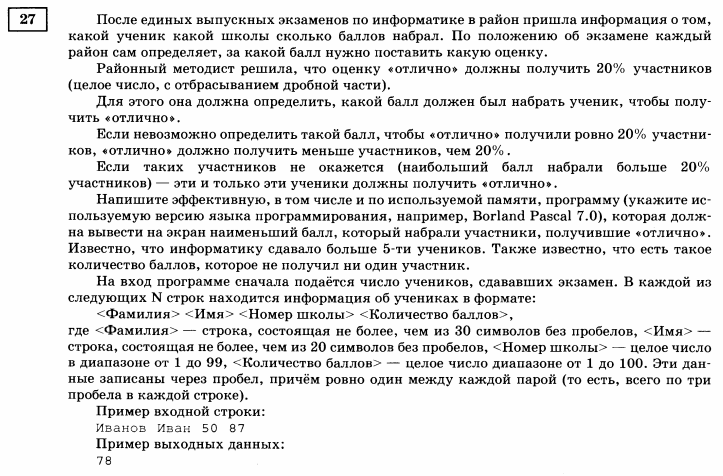 27
После единых выпускных экзаменов по информатике в район пришла информация о том,
какой ученик какой школы сколько баллов набрал. По положению об экзамене каждый
район сам определяет, за какой балл нужно поставить какую оценку.
Районный методист решила, что оценку «отлично» должны получить 20% участников
(целое число, с отбрасыванием дробной части).
Для этого она должна определить, какой балл должен был набрать ученик, чтобы полу-
чить «отлично».
Если невозможно определить такой балл, чтобы «отлично» получили ровно 20% участни-
ков, «отлично» должно получить меньше участников, чем 20%.
Если таких участников не окажется (наибольший балл набрали больше 20%
участников) — эти и только эти ученики должны получить «отлично».
Напишите эффективную, в том числе и по используемой памяти, программу (укажите ис-
пользуемую версию языка программирования, например, Borland Pascal 7.0), которая долж-
на вывести на экран наименьший балл, который набрали участники, получившие «отлично».
Известно, что информатику сдавало больше 5-ти учеников. Также известно, что есть такое
количество баллов, которое не получил ни один участник.
На вход программе сначала подаётся число учеников, сдававших экзамен. В каждой из
следующих N строк находится информация об учениках в формате:
<Фамилия> <Имя> <Номер школы> <Количество баллов>,
где <Фамилия> — строка, состоящая не более, чем из 30 символов без пробелов, <Имя> —
строка, состоящая не более, чем из 20 символов без пробелов, <Номер школы> — целое число
в диапазоне от 1 до 99, <Количество баллов> — целое число диапазоне от 1 до 100. Эти дан-
ные записаны через пробел, причём ровно один между каждой парой (то есть, всего по три
пробела в каждой строке).
Пример входной строки:
Иванов Иван 50 87
Пример выходных данных:
78